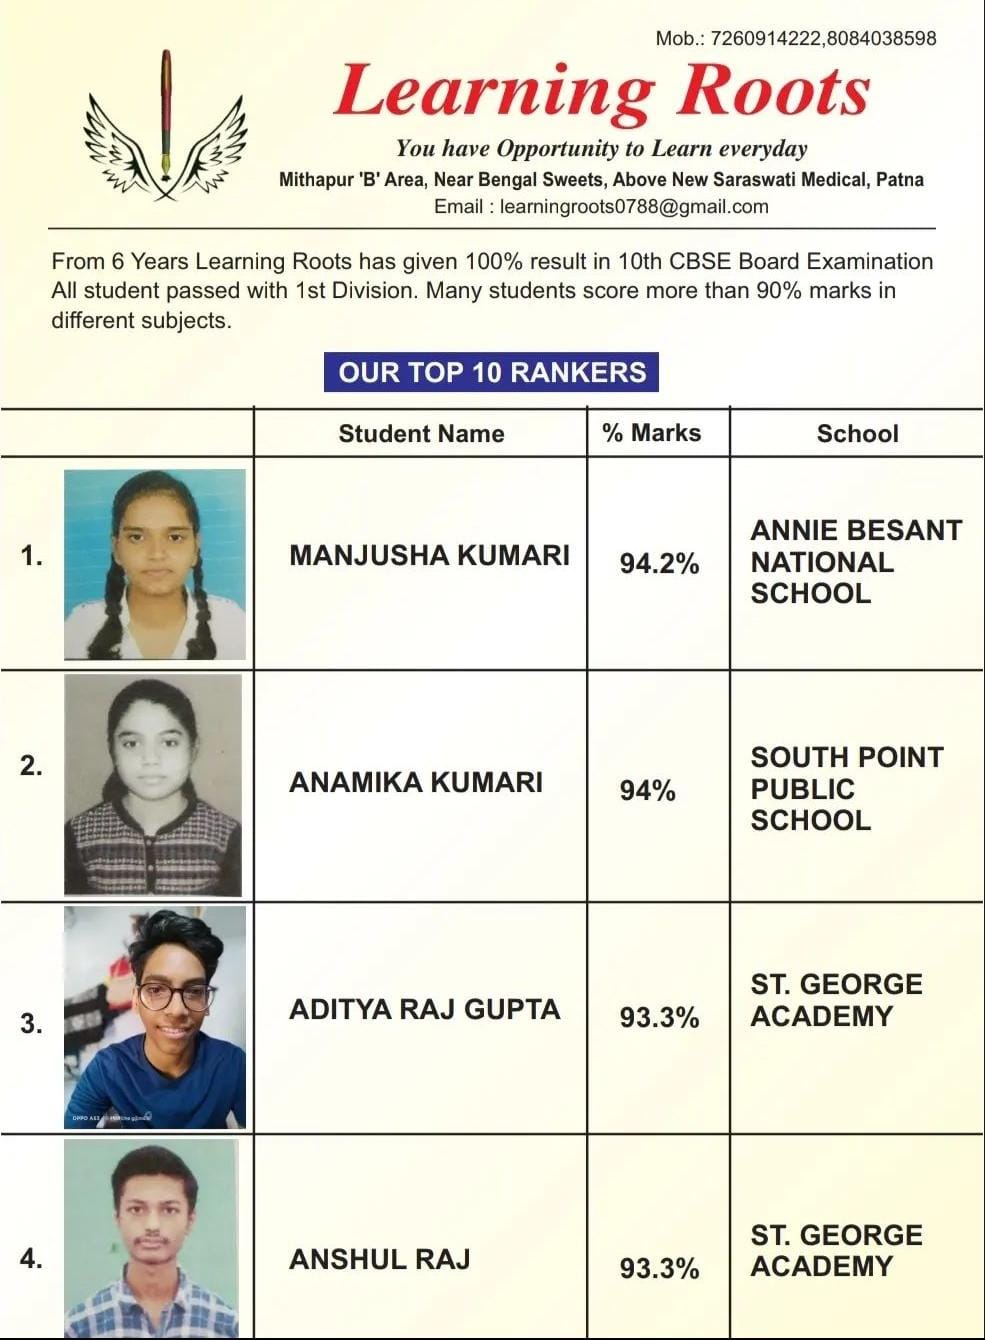 Mob.: 7260914222,8084038598
Learning Roots
You have Opportunity to Learn everyday
Mithapur 'B' Area, Near Bengal Sweets, Above New Saraswati Medical, Patna
Email : learningroots0788@gmail.com
From 6 Years Learning Roots has given 100% result in 10th CBSE Board Examination
All student passed with 1st Division. Many students score more than 90% marks in
different subjects.
OUR TOP 10 RANKERS
Student Name % Marks School
1. MANJUSHA KUMARI 94.2% ANNIE BESANT
NATIONAL
SCHOOL
2. ANAMIKA KUMARI 94% SOUTH POINT
PUBLIC
SCHOOL
3. ADITYA RAJ GUPTA 93.3% ST. GEORGE
ACADEMY
OPPO A53
4. ANSHUL RAJ 93.3% ST. GEORGE
ACADEMY